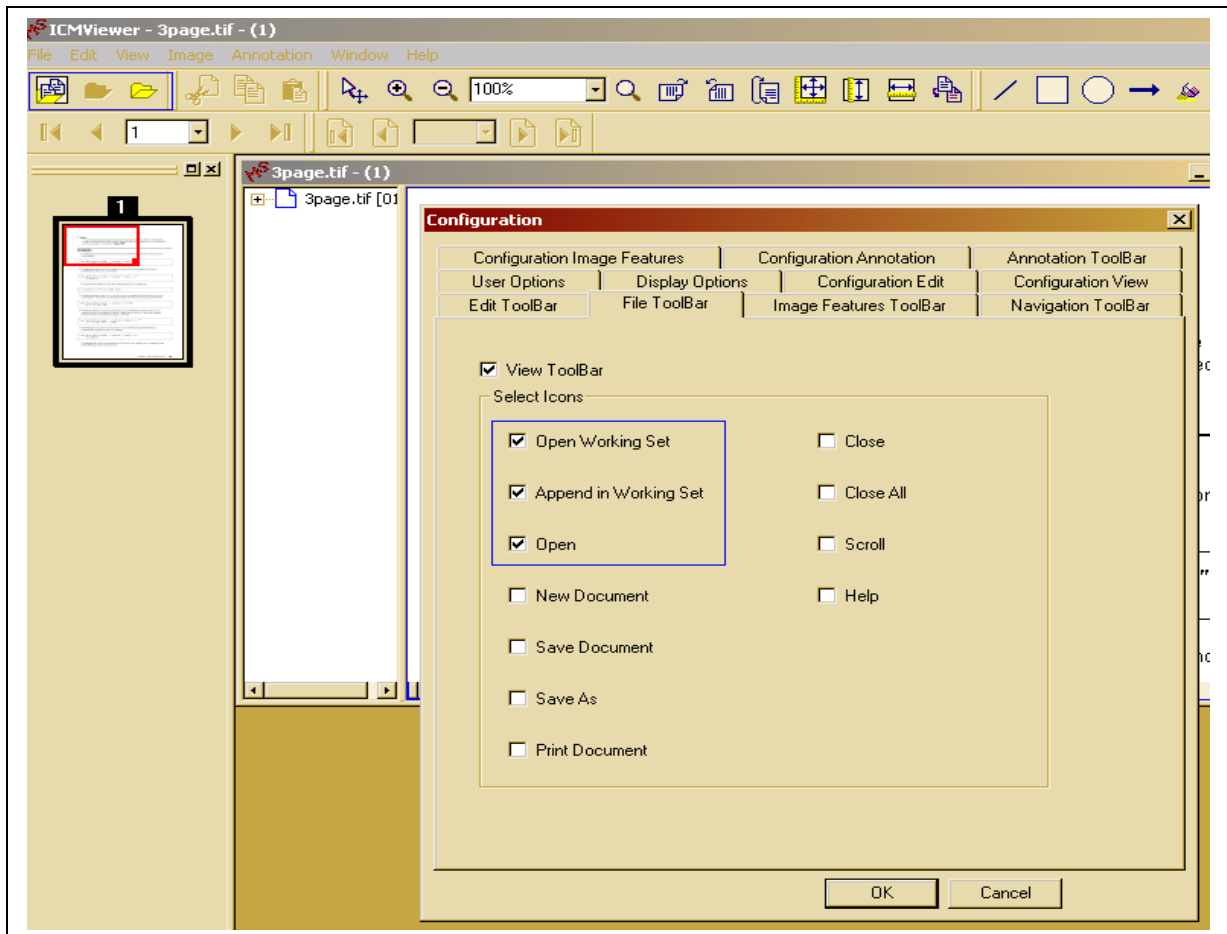 ICMViewer - 3page.tif - (1)
File Edit View Image Annotation Window Help
100%
1
3page.tif - (1)
1
3page.tif [01
Configuration
Configuration Image Features Configuration Annotation Annotation ToolBar
User Options Display Options Configuration Edit Configuration View
Edit ToolBar File ToolBar Image Features ToolBar Navigation ToolBar
View ToolBar
Select Icons
Open Working Set Close
Append in Working Set Close All
Open Scroll
New Document Help
Save Document
Save As
Print Document
OK Cancel